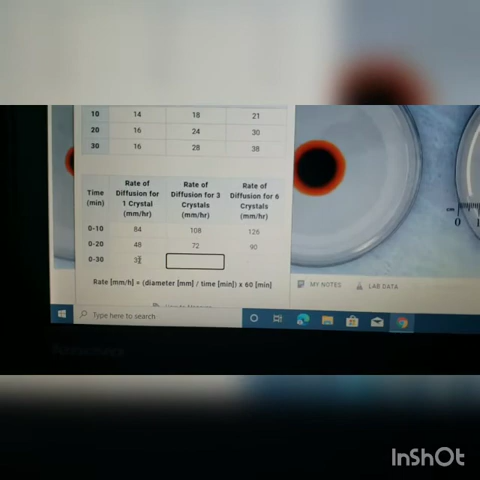 10 14 18 21
20 16 24 30
30 16 28 38
Time (min) Rate of Diffusion for 1 Crystal (mm/hr) Rate of Diffusion for 3 Crystals (mm/hr) Rate of Diffusion for 6 Crystals (mm/hr)
0-10 84 108 126
0-20 48 72 90
0-30
Rate [mm/h] = (diameter [mm] / time [min]) x 60 [min]
MY NOTES LAB DATA
0
Type here to search
InShOt